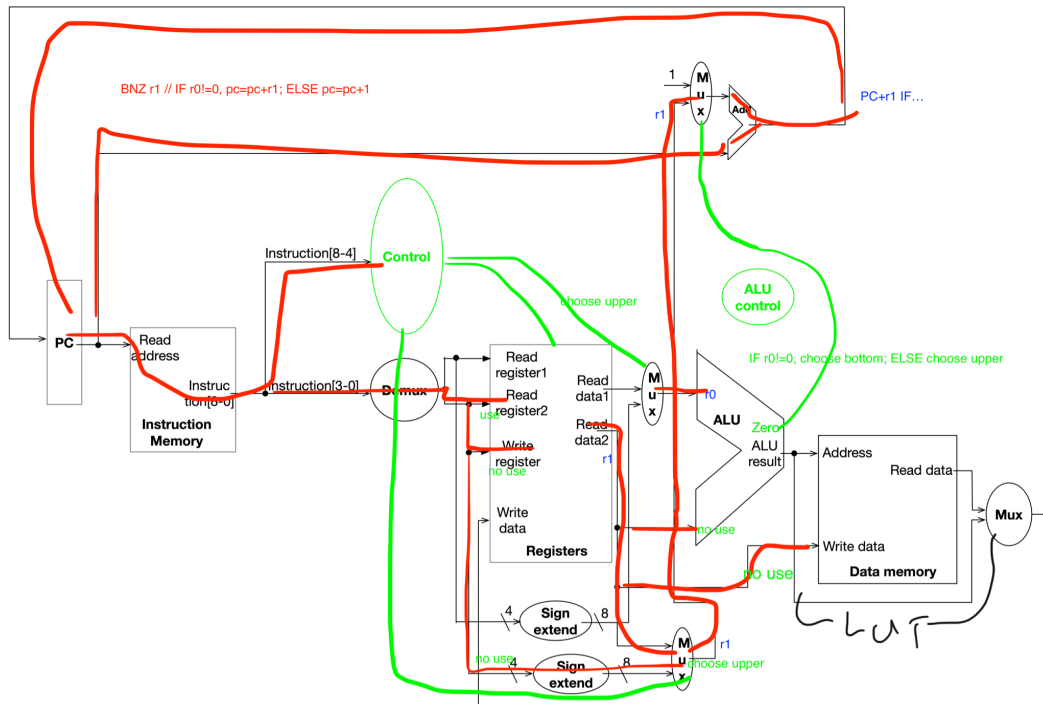 1
M
u
x
r1
Add
BNZ r1 // IF r0!=0, pc=pc+r1; ELSE pc=pc+1
PC+r1 IF…
Instruction[8-4]
Control
ALU
control
choose upper
PC
Read
address
Instruc
tion[8-0]
Instruction
Memory
Instruction[3-0]
Demux
Read
register1
Read
register2
use
Write
register
no use
Write
data
Registers
Read
data1
Read
data2
r1
M
u
x
r0
IF r0!=0, choose bottom; ELSE choose upper
ALU
Zero
ALU
result
no use
Address
Read data
Write data
Data memory
no use
Mux
LUT
4
Sign
extend
8
no use
4
Sign
extend
8
M
u
x
r1
choose upper